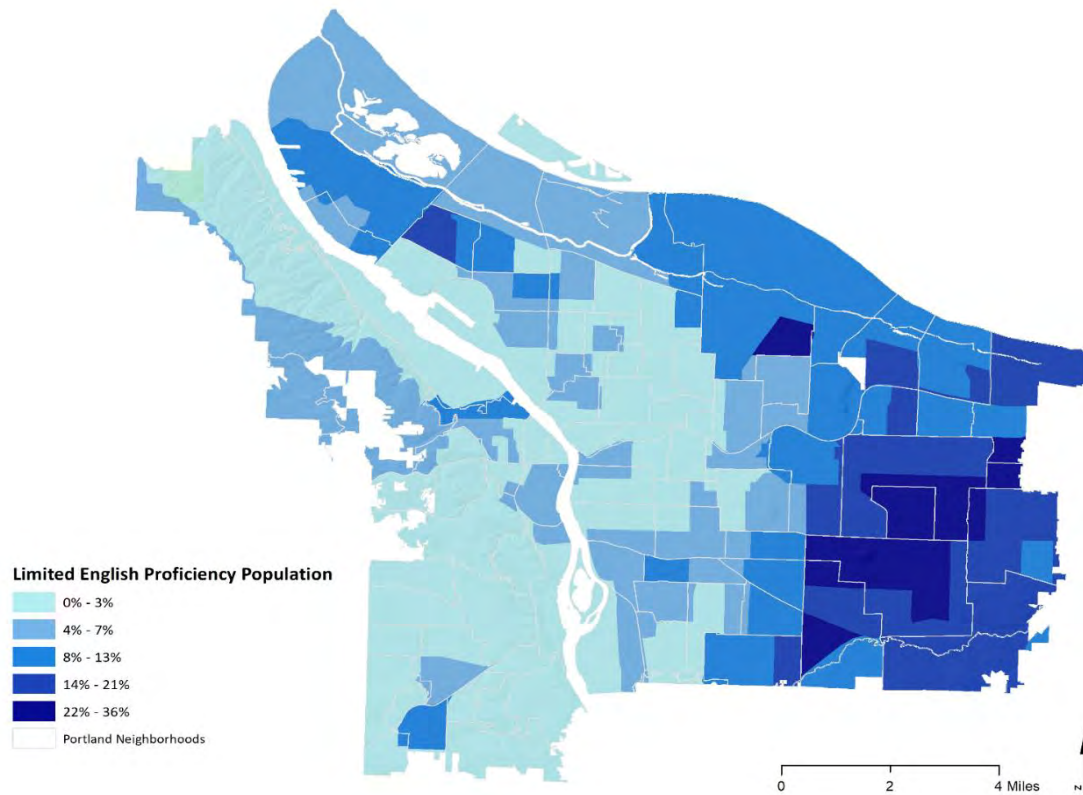 Limited English Proficiency Population
0% - 3%
4% - 7%
8% - 13%
14% - 21%
22% - 36%
Portland Neighborhoods
0 2 4 Miles
z